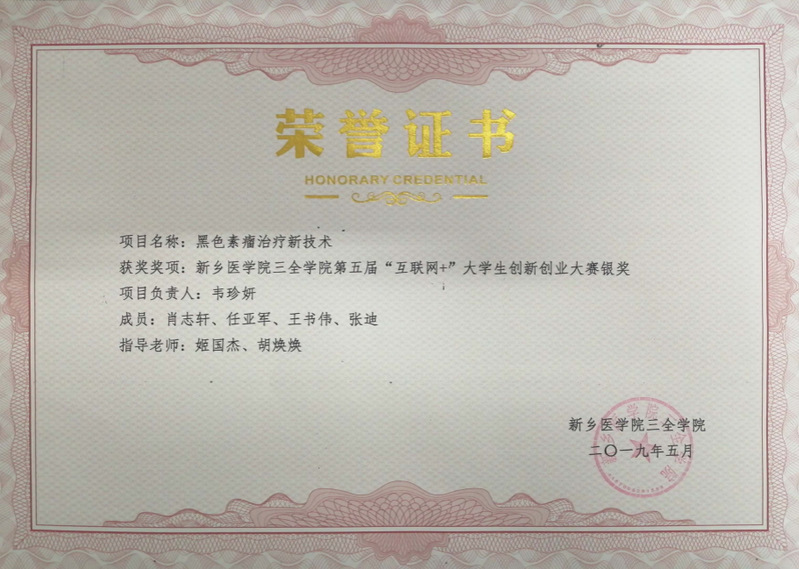 荣誉证书
HONORARY CREDENTIAL
项目名称：黑色素瘤治疗新技术
获奖奖项：新乡医学院三全学院第五届“互联网+”大学生创新创业大赛银奖
项目负责人：韦珍妍
成员：肖志轩、任亚军、王书伟、张迪
指导老师：姬国杰、胡焕焕
新乡医学院三全学院
二〇一九年五月